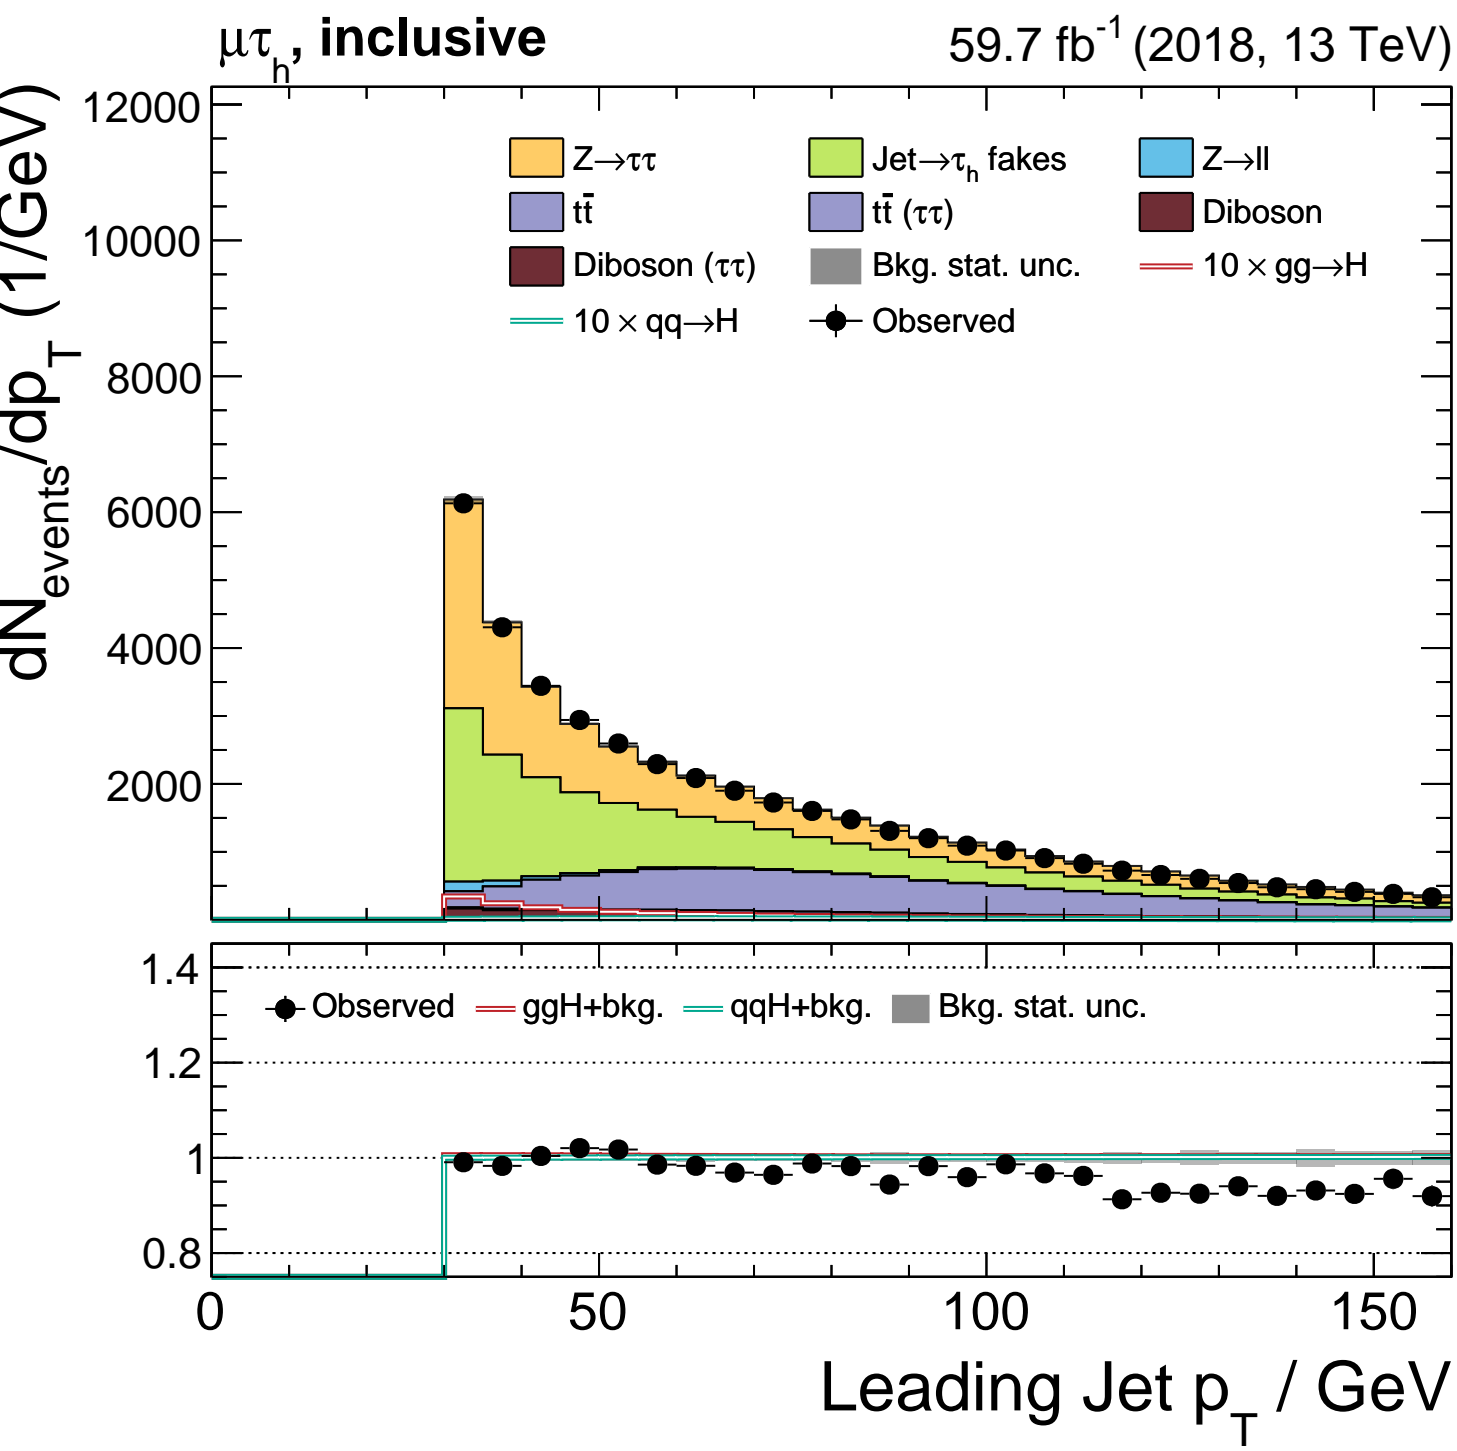 μτh, inclusive 59.7 fb-1 (2018, 13 TeV)
dNevents/dpT (1/GeV)
12000
10000
8000
6000
4000
2000
Z→ττ Jet→τh fakes Z→ll
tt̄ tt̄ (ττ) Diboson
Diboson (ττ) Bkg. stat. unc. 10 × gg→H
10 × qq→H Observed
1.4
1.2
1
0.8
Observed ggH+bkg. qqH+bkg. Bkg. stat. unc.
0 50 100 150
Leading Jet pT / GeV